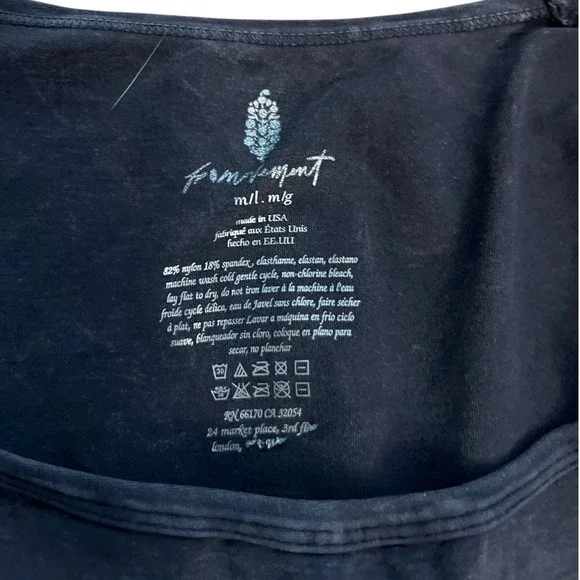 movement
m/l . m/g
made in USA
fabriqué aux États Unis
hecho en EE.UU
82% nylon 18% spandex, elasthanne, elastan, elastano
machine wash cold gentle cycle, non-chlorine bleach,
lay flat to dry, do not iron laver à la machine à l'eau
froide cycle délica, eau de javel sans chlore, faire sécher
à plat, ne pas repasser Lavar a máquina en frío ciclo
suave, blanqueador sin cloro, coloque en plano para
secar, no planchar
30
30
RN 66170 CA 32054
24 market place, 3rd
london,